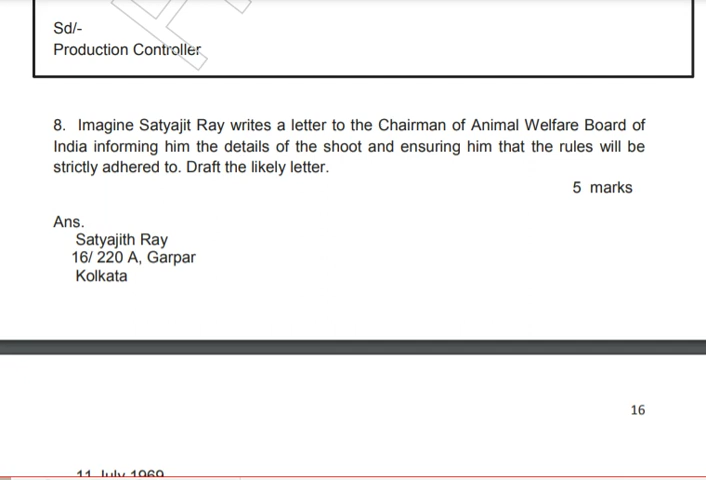 Sd/-
Production Controller
8. Imagine Satyajit Ray writes a letter to the Chairman of Animal Welfare Board of
India informing him the details of the shoot and ensuring him that the rules will be
strictly adhered to. Draft the likely letter.
5 marks
Ans.
Satyajith Ray
16/ 220 A, Garpar
Kolkata
16
11 July 1969